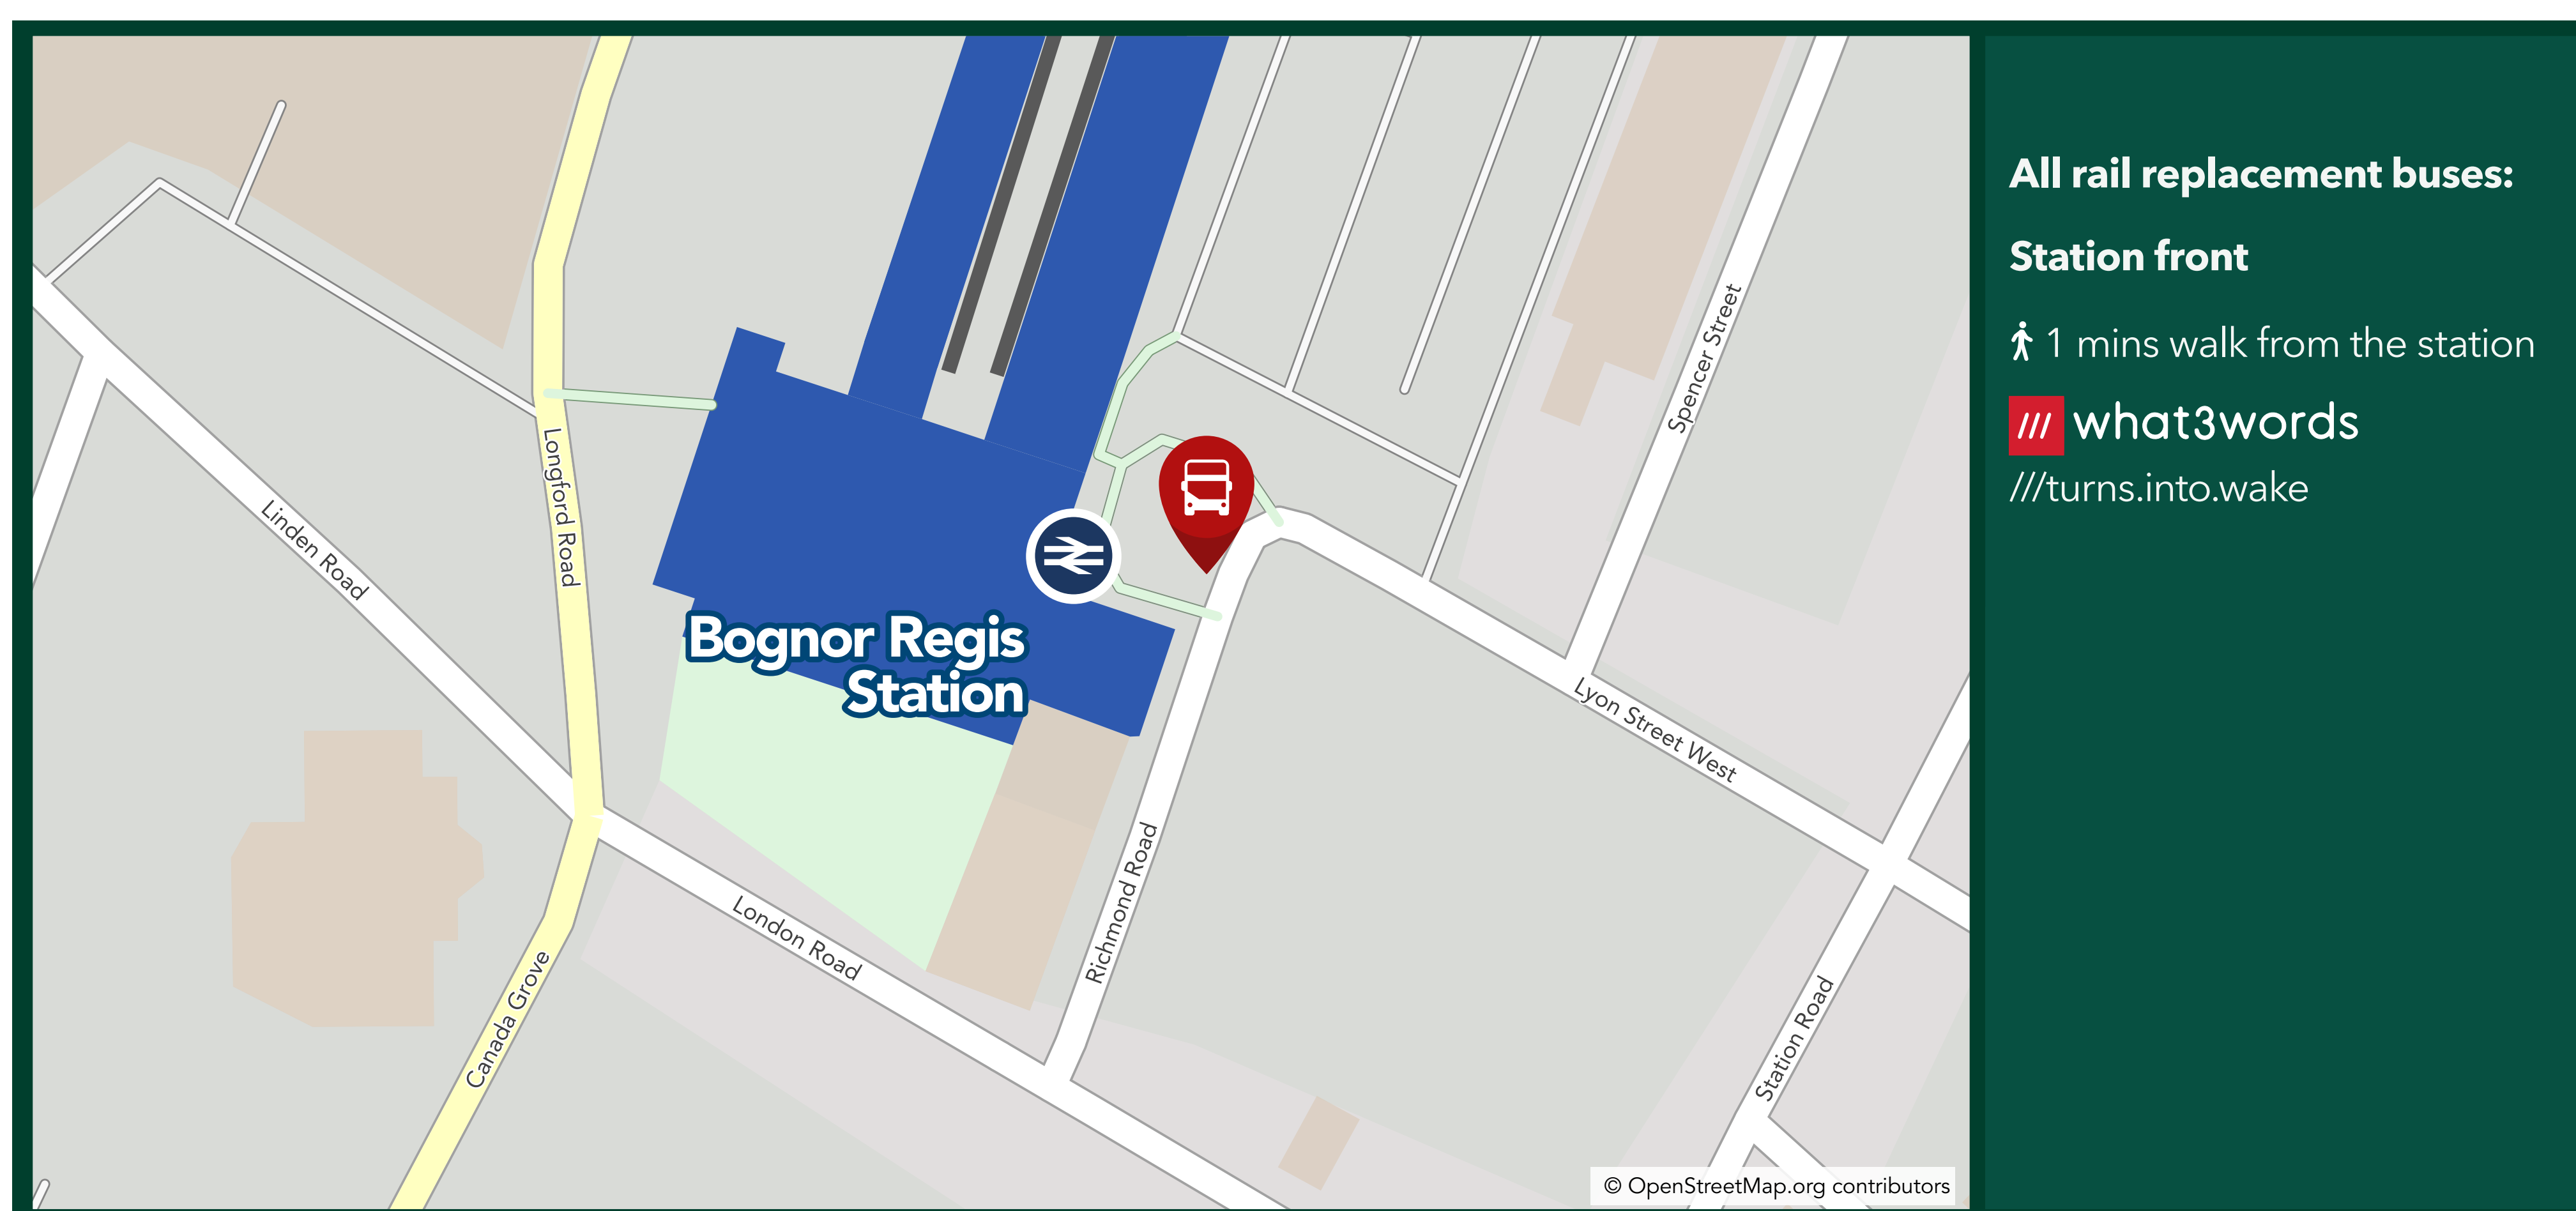 All rail replacement buses:
Station front
1 mins walk from the station
what3words
///turns.into.wake
Spencer Street
Longford Road
Linden Road
Bognor Regis
Station
Lyon Street West
Richmond Road
London Road
Canada Grove
Station Road
© OpenStreetMap.org contributors